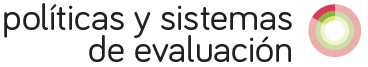 políticas y sistemas
de evaluación